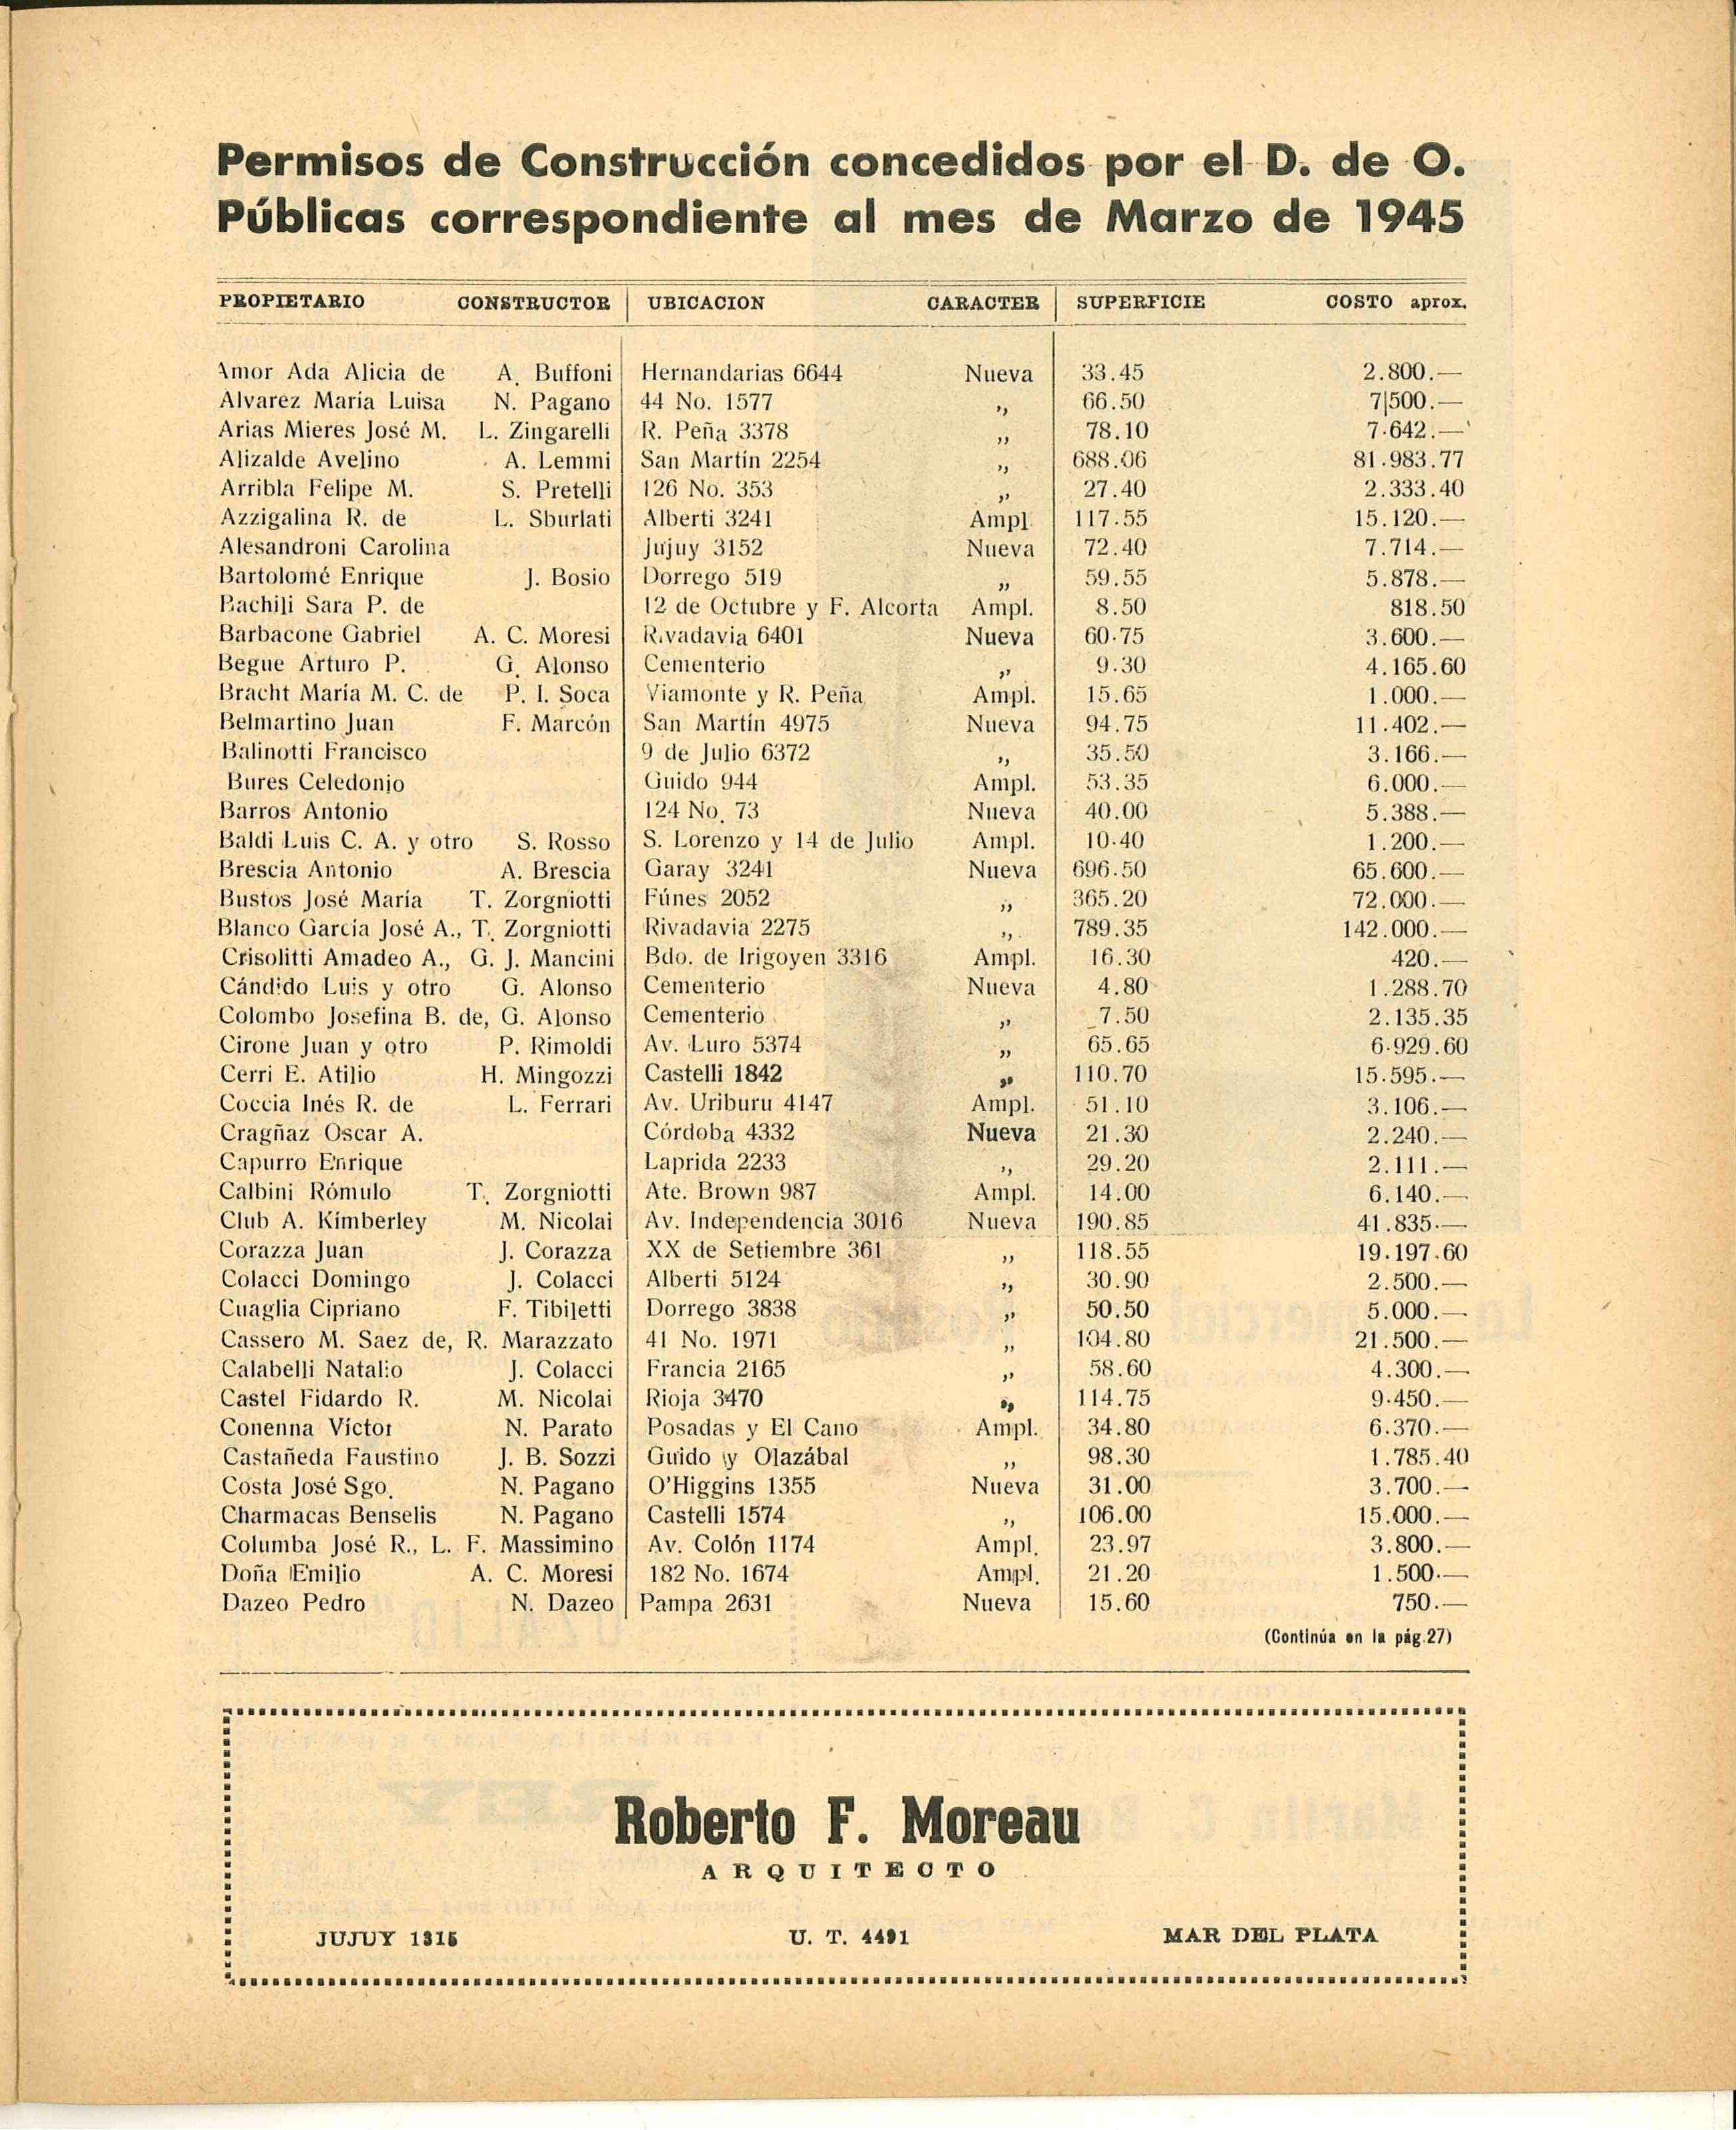 Permisos de Construcción concedidos por el D. de O.
Públicas correspondiente al mes de Marzo de 1945
PROPIETARIO CONSTRUCTOR UBICACION CARACTER SUPERFICIE COSTO aprox.
Amor Ada Alicia de A. Buffoni Hernandarias 6644 Nueva 33.45 2.800.—
Alvarez María Luisa N. Pagano 44 No. 1577 ,, 66.50 7|500.—
Arias Mieres José M. L. Zingarelli R. Peña 3378 ,, 78.10 7.642.—
Alizalde Avelino A. Lemmi San Martín 2254 ,, 688.06 81.983.77
Arribla Felipe M. S. Pretelli 126 No. 353 ,, 27.40 2.333.40
Azzigalina R. de L. Sburlati Alberti 3241 Ampl. 117.55 15.120.—
Alesandroni Carolina Jujuy 3152 Nueva 72.40 7.714.—
Bartolomé Enrique J. Bosio Dorrego 519 ,, 59.55 5.878.—
Bachili Sara P. de 12 de Octubre y F. Alcorta Ampl. 8.50 818.50
Barbacone Gabriel A. C. Moresi Rivadavia 6401 Nueva 60.75 3.600.—
Begue Arturo P. G. Alonso Cementerio ,, 9.30 4.165.60
Bracht María M. C. de P. I. Soca Viamonte y R. Peña Ampl. 15.65 1.000.—
Belmartino Juan F. Marcón San Martín 4975 Nueva 94.75 11.402.—
Balinotti Francisco 9 de Julio 6372 ,, 35.50 3.166.—
Bures Celedonio Guido 944 Ampl. 53.35 6.000.—
Barros Antonio 124 No. 73 Nueva 40.00 5.388.—
Baldi Luis C. A. y otro S. Rosso S. Lorenzo y 14 de Julio Ampl. 10.40 1.200.—
Brescia Antonio A. Brescia Garay 3241 Nueva 696.50 65.600.—
Bustos José María T. Zorgniotti Fúnes 2052 ,, 365.20 72.000.—
Blanco García José A., T. Zorgniotti Rivadavia 2275 ,, 789.35 142.000.—
Crisolitti Amadeo A., G. J. Mancini Bdo. de Irigoyen 3316 Ampl. 16.30 420.—
Cándido Luis y otro G. Alonso Cementerio Nueva 4.80 1.288.70
Colombo Josefina B. de, G. Alonso Cementerio ,, 7.50 2.135.35
Cirone Juan y otro P. Rimoldi Av. Luro 5374 ,, 65.65 6.929.60
Cerri E. Atilio H. Mingozzi Castelli 1842 ,, 110.70 15.595.—
Coccia Inés R. de L. Ferrari Av. Uriburu 4147 Ampl. 51.10 3.106.—
Cragñaz Oscar A. Córdoba 4332 Nueva 21.30 2.240.—
Capurro Enrique Laprida 2233 ,, 29.20 2.111.—
Calbini Rómulo T. Zorgniotti Ate. Brown 987 Ampl. 14.00 6.140.—
Club A. Kimberley M. Nicolai Av. Independencia 3016 Nueva 190.85 41.835.—
Corazza Juan J. Corazza XX de Setiembre 361 ,, 118.55 19.197.60
Colacci Domingo J. Colacci Alberti 5124 ,, 30.90 2.500.—
Cuaglia Cipriano F. Tibiletti Dorrego 3838 ,, 50.50 5.000.—
Cassero M. Saez de, R. Marazzato 41 No. 1971 ,, 104.80 21.500.—
Calabelli Natalio J. Colacci Francia 2165 ,, 58.60 4.300.—
Castel Fidardo R. M. Nicolai Rioja 3470 ,, 114.75 9.450.—
Conenna Víctor N. Parato Posadas y El Cano Ampl. 34.80 6.370.—
Castañeda Faustino J. B. Sozzi Guido y Olazábal ,, 98.30 1.785.40
Costa José Sgo. N. Pagano O'Higgins 1355 Nueva 31.00 3.700.—
Charmacas Benselis N. Pagano Castelli 1574 ,, 106.00 15.000.—
Columba José R., L. F. Massimino Av. Colón 1174 Ampl. 23.97 3.800.—
Doña Emilio A. C. Moresi 182 No. 1674 Ampl. 21.20 1.500.—
Dazeo Pedro N. Dazeo Pampa 2631 Nueva 15.60 750.—
(Continúa en la pág.27)
Roberto F. Moreau
ARQUITECTO
JUJUY 1315 U. T. 4491 MAR DEL PLATA